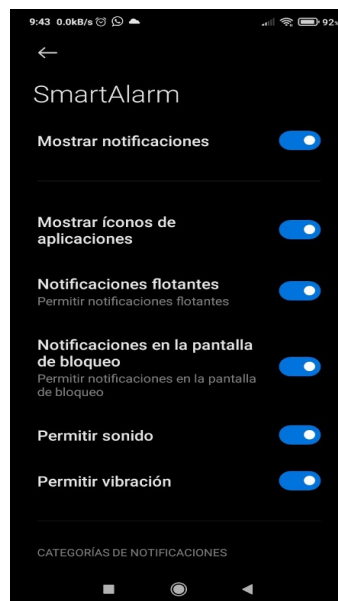 9:43 0.0kB/s 92
SmartAlarm
Mostrar notificaciones
Mostrar íconos de
aplicaciones
Notificaciones flotantes
Permitir notificaciones flotantes
Notificaciones en la pantalla
de bloqueo
Permitir notificaciones en la pantalla
de bloqueo
Permitir sonido
Permitir vibración
CATEGORÍAS DE NOTIFICACIONES